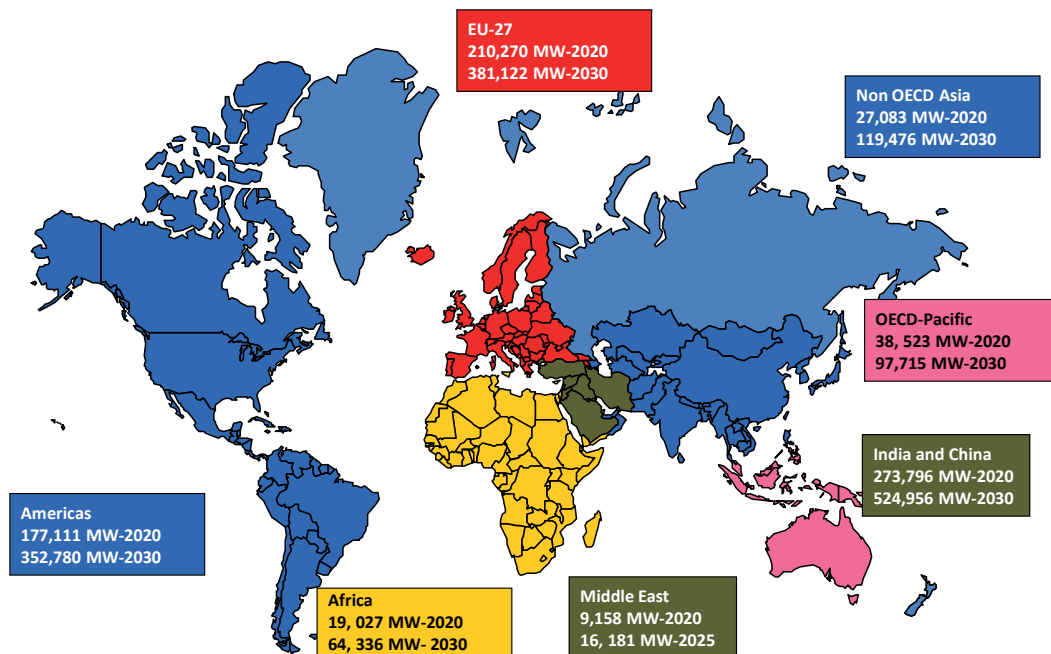 EU-27
210,270 MW-2020
381,122 MW-2030
Non OECD Asia
27,083 MW-2020
119,476 MW-2030
OECD-Pacific
38, 523 MW-2020
97,715 MW-2030
India and China
273,796 MW-2020
524,956 MW-2030
Americas
177,111 MW-2020
352,780 MW-2030
Africa
19, 027 MW-2020
64, 336 MW- 2030
Middle East
9,158 MW-2020
16, 181 MW-2025